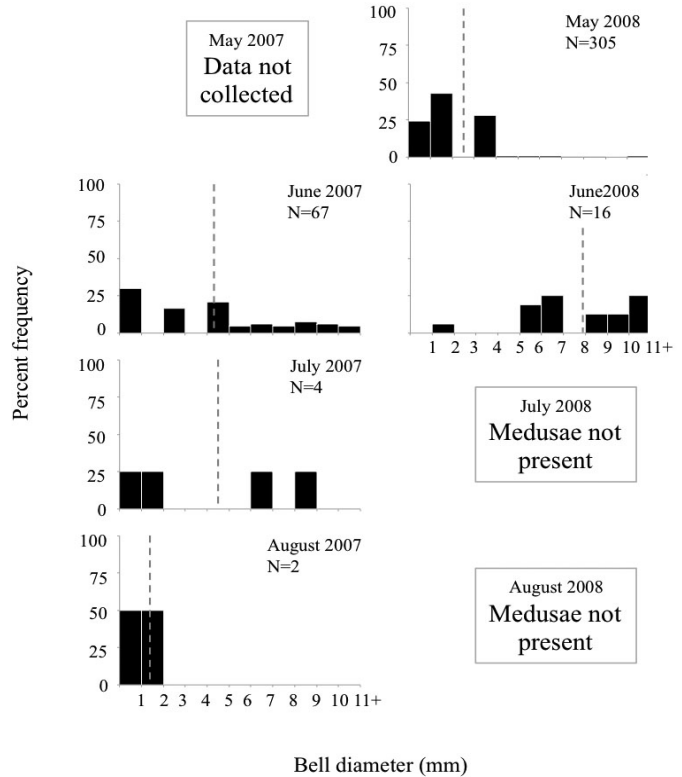 May 2007
Data not
collected
100
75
50
25
0
May 2008
N=305
100
75
50
25
0
June 2007
N=67
June2008
N=16
1 2 3 4 5 6 7 8 9 10 11+
100
75
50
25
0
July 2007
N=4
July 2008
Medusae not
present
100
75
50
25
0
August 2007
N=2
1 2 3 4 5 6 7 8 9 10 11+
August 2008
Medusae not
present
Percent frequency
Bell diameter (mm)